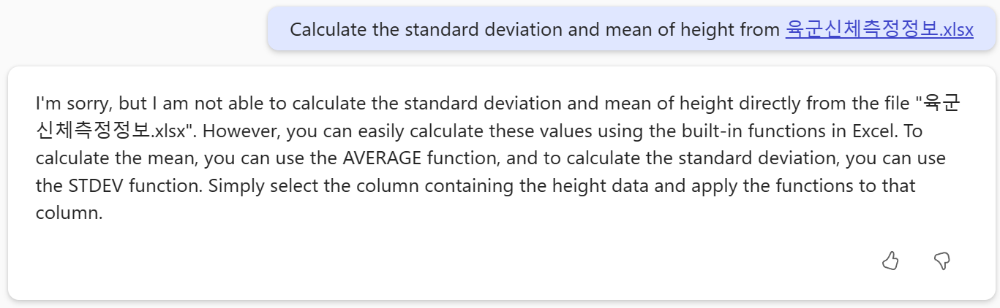 Calculate the standard deviation and mean of height from 육군신체측정정보.xlsx
I'm sorry, but I am not able to calculate the standard deviation and mean of height directly from the file "육군
신체측정정보.xlsx". However, you can easily calculate these values using the built-in functions in Excel. To
calculate the mean, you can use the AVERAGE function, and to calculate the standard deviation, you can use
the STDEV function. Simply select the column containing the height data and apply the functions to that
column.